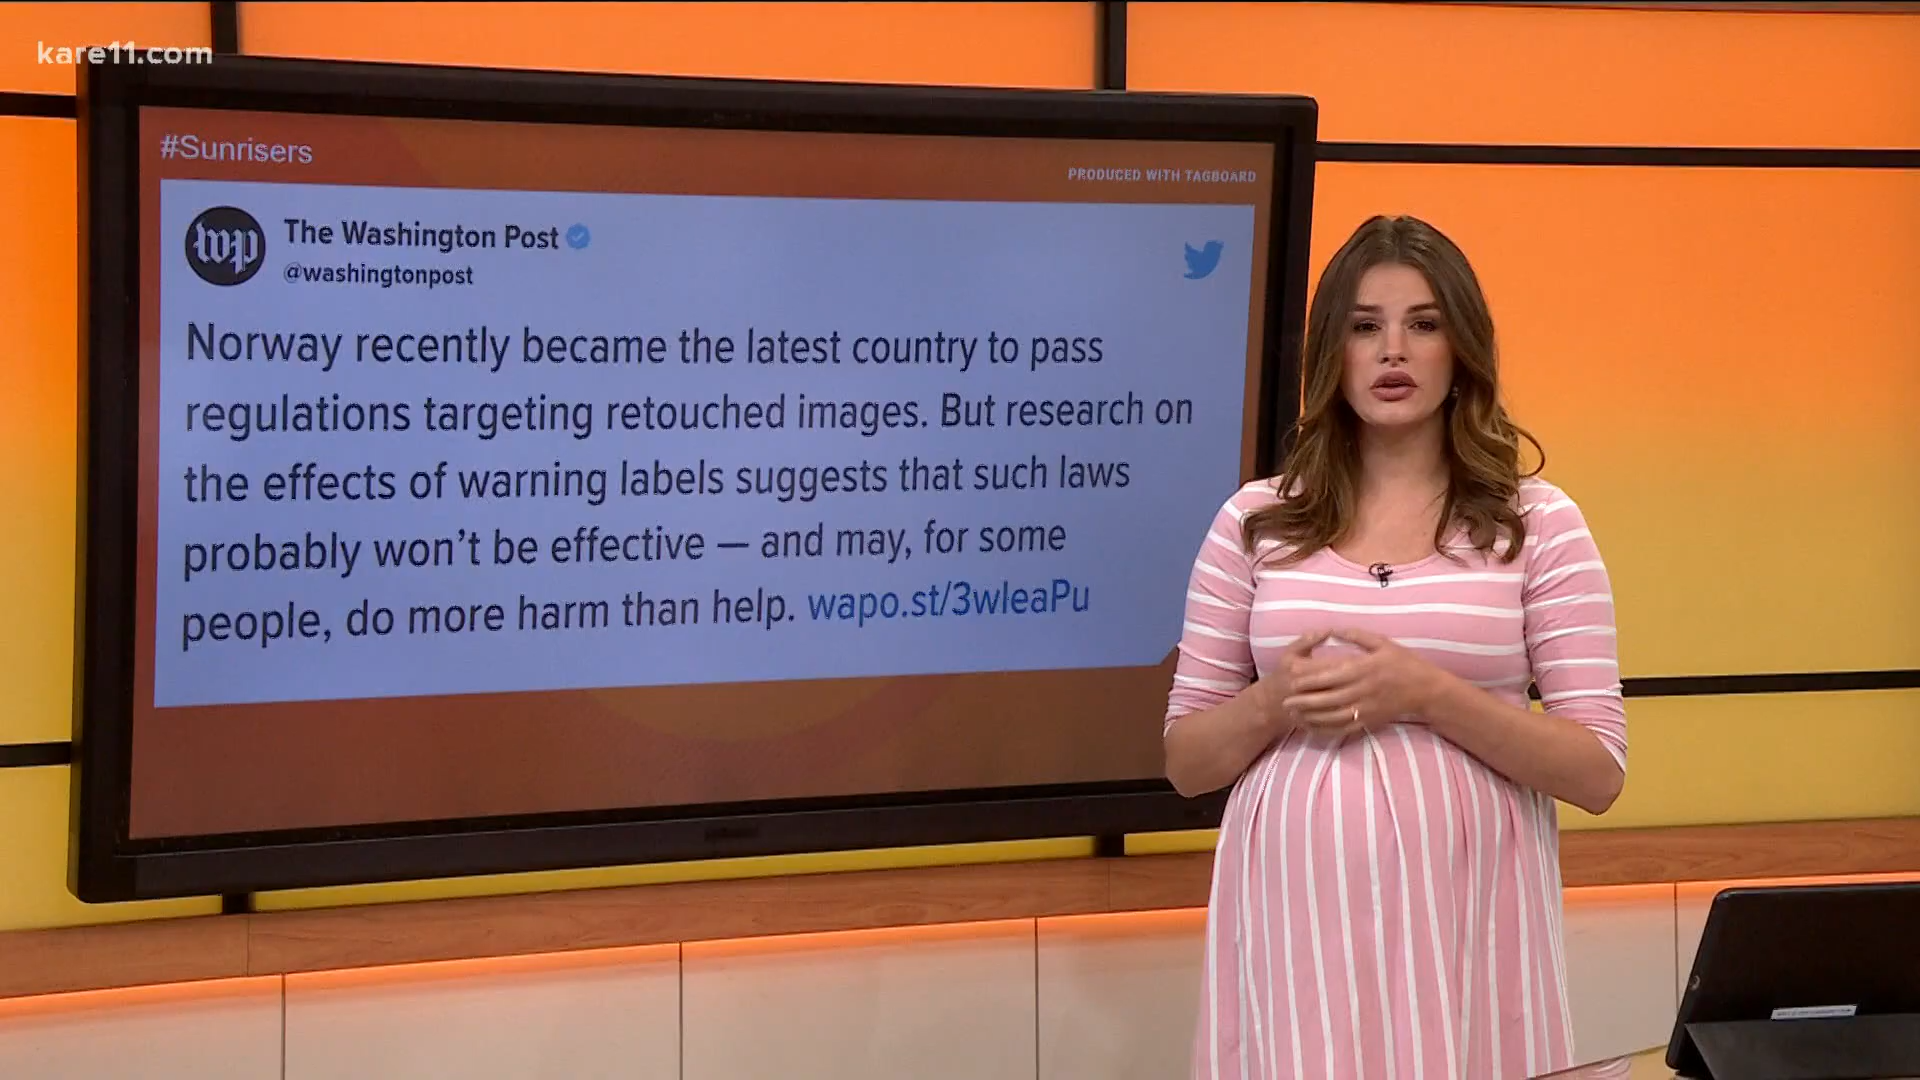 kare11.com
#Sunrisers
PRODUCED WITH TAGBOARD
wp
The Washington Post
@washingtonpost
Norway recently became the latest country to pass
regulations targeting retouched images. But research on
the effects of warning labels suggests that such laws
probably won't be effective — and may, for some
people, do more harm than help. wapo.st/3wleaPu